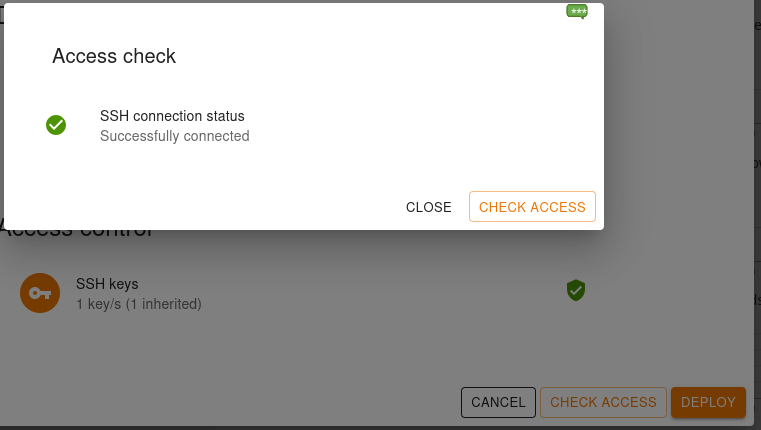 ***
Access check
SSH connection status
Successfully connected
CLOSE
CHECK ACCESS
Access control
SSH keys
1 key/s (1 inherited)
CANCEL
CHECK ACCESS
DEPLOY